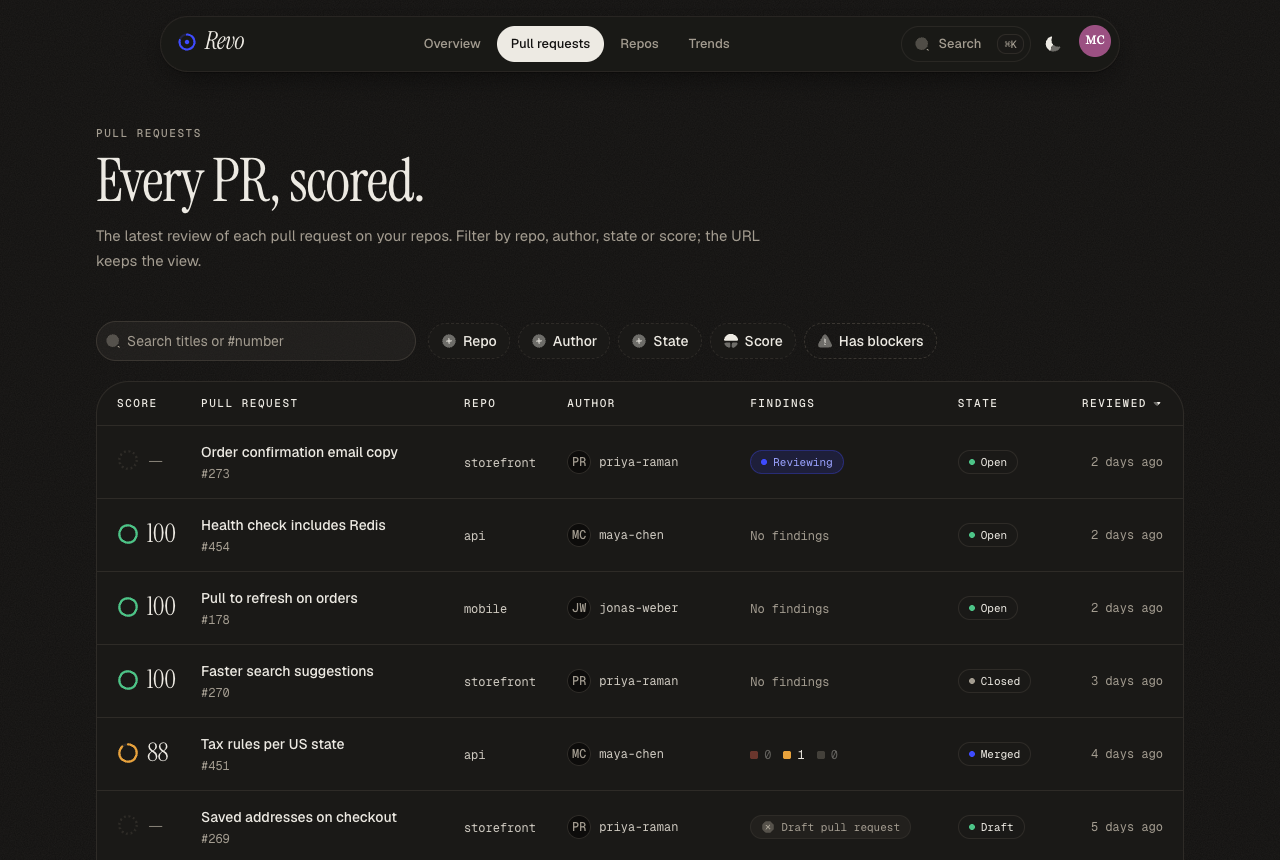 Revo
Overview
Pull requests
Repos
Trends
Search
⌘K
MC
PULL REQUESTS
Every PR, scored.
The latest review of each pull request on your repos. Filter by repo, author, state or score; the URL
keeps the view.
Search titles or #number
Repo
Author
State
Score
Has blockers
SCORE PULL REQUEST REPO AUTHOR FINDINGS STATE REVIEWED
— Order confirmation email copy storefront PR priya-raman Reviewing Open 2 days ago
#273
100 Health check includes Redis api MC maya-chen No findings Open 2 days ago
#454
100 Pull to refresh on orders mobile JW jonas-weber No findings Open 2 days ago
#178
100 Faster search suggestions storefront PR priya-raman No findings Closed 3 days ago
#270
88 Tax rules per US state api MC maya-chen 0 1 0 Merged 4 days ago
#451
— Saved addresses on checkout storefront PR priya-raman Draft pull request Draft 5 days ago
#269